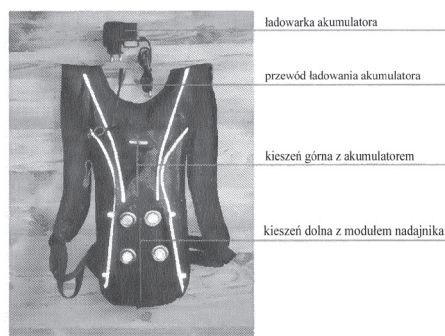 ładowarka akumulatora
przewód ładowania akumulatora
kieszeń górna z akumulatorem
kieszeń dolna z modułem nadajnika